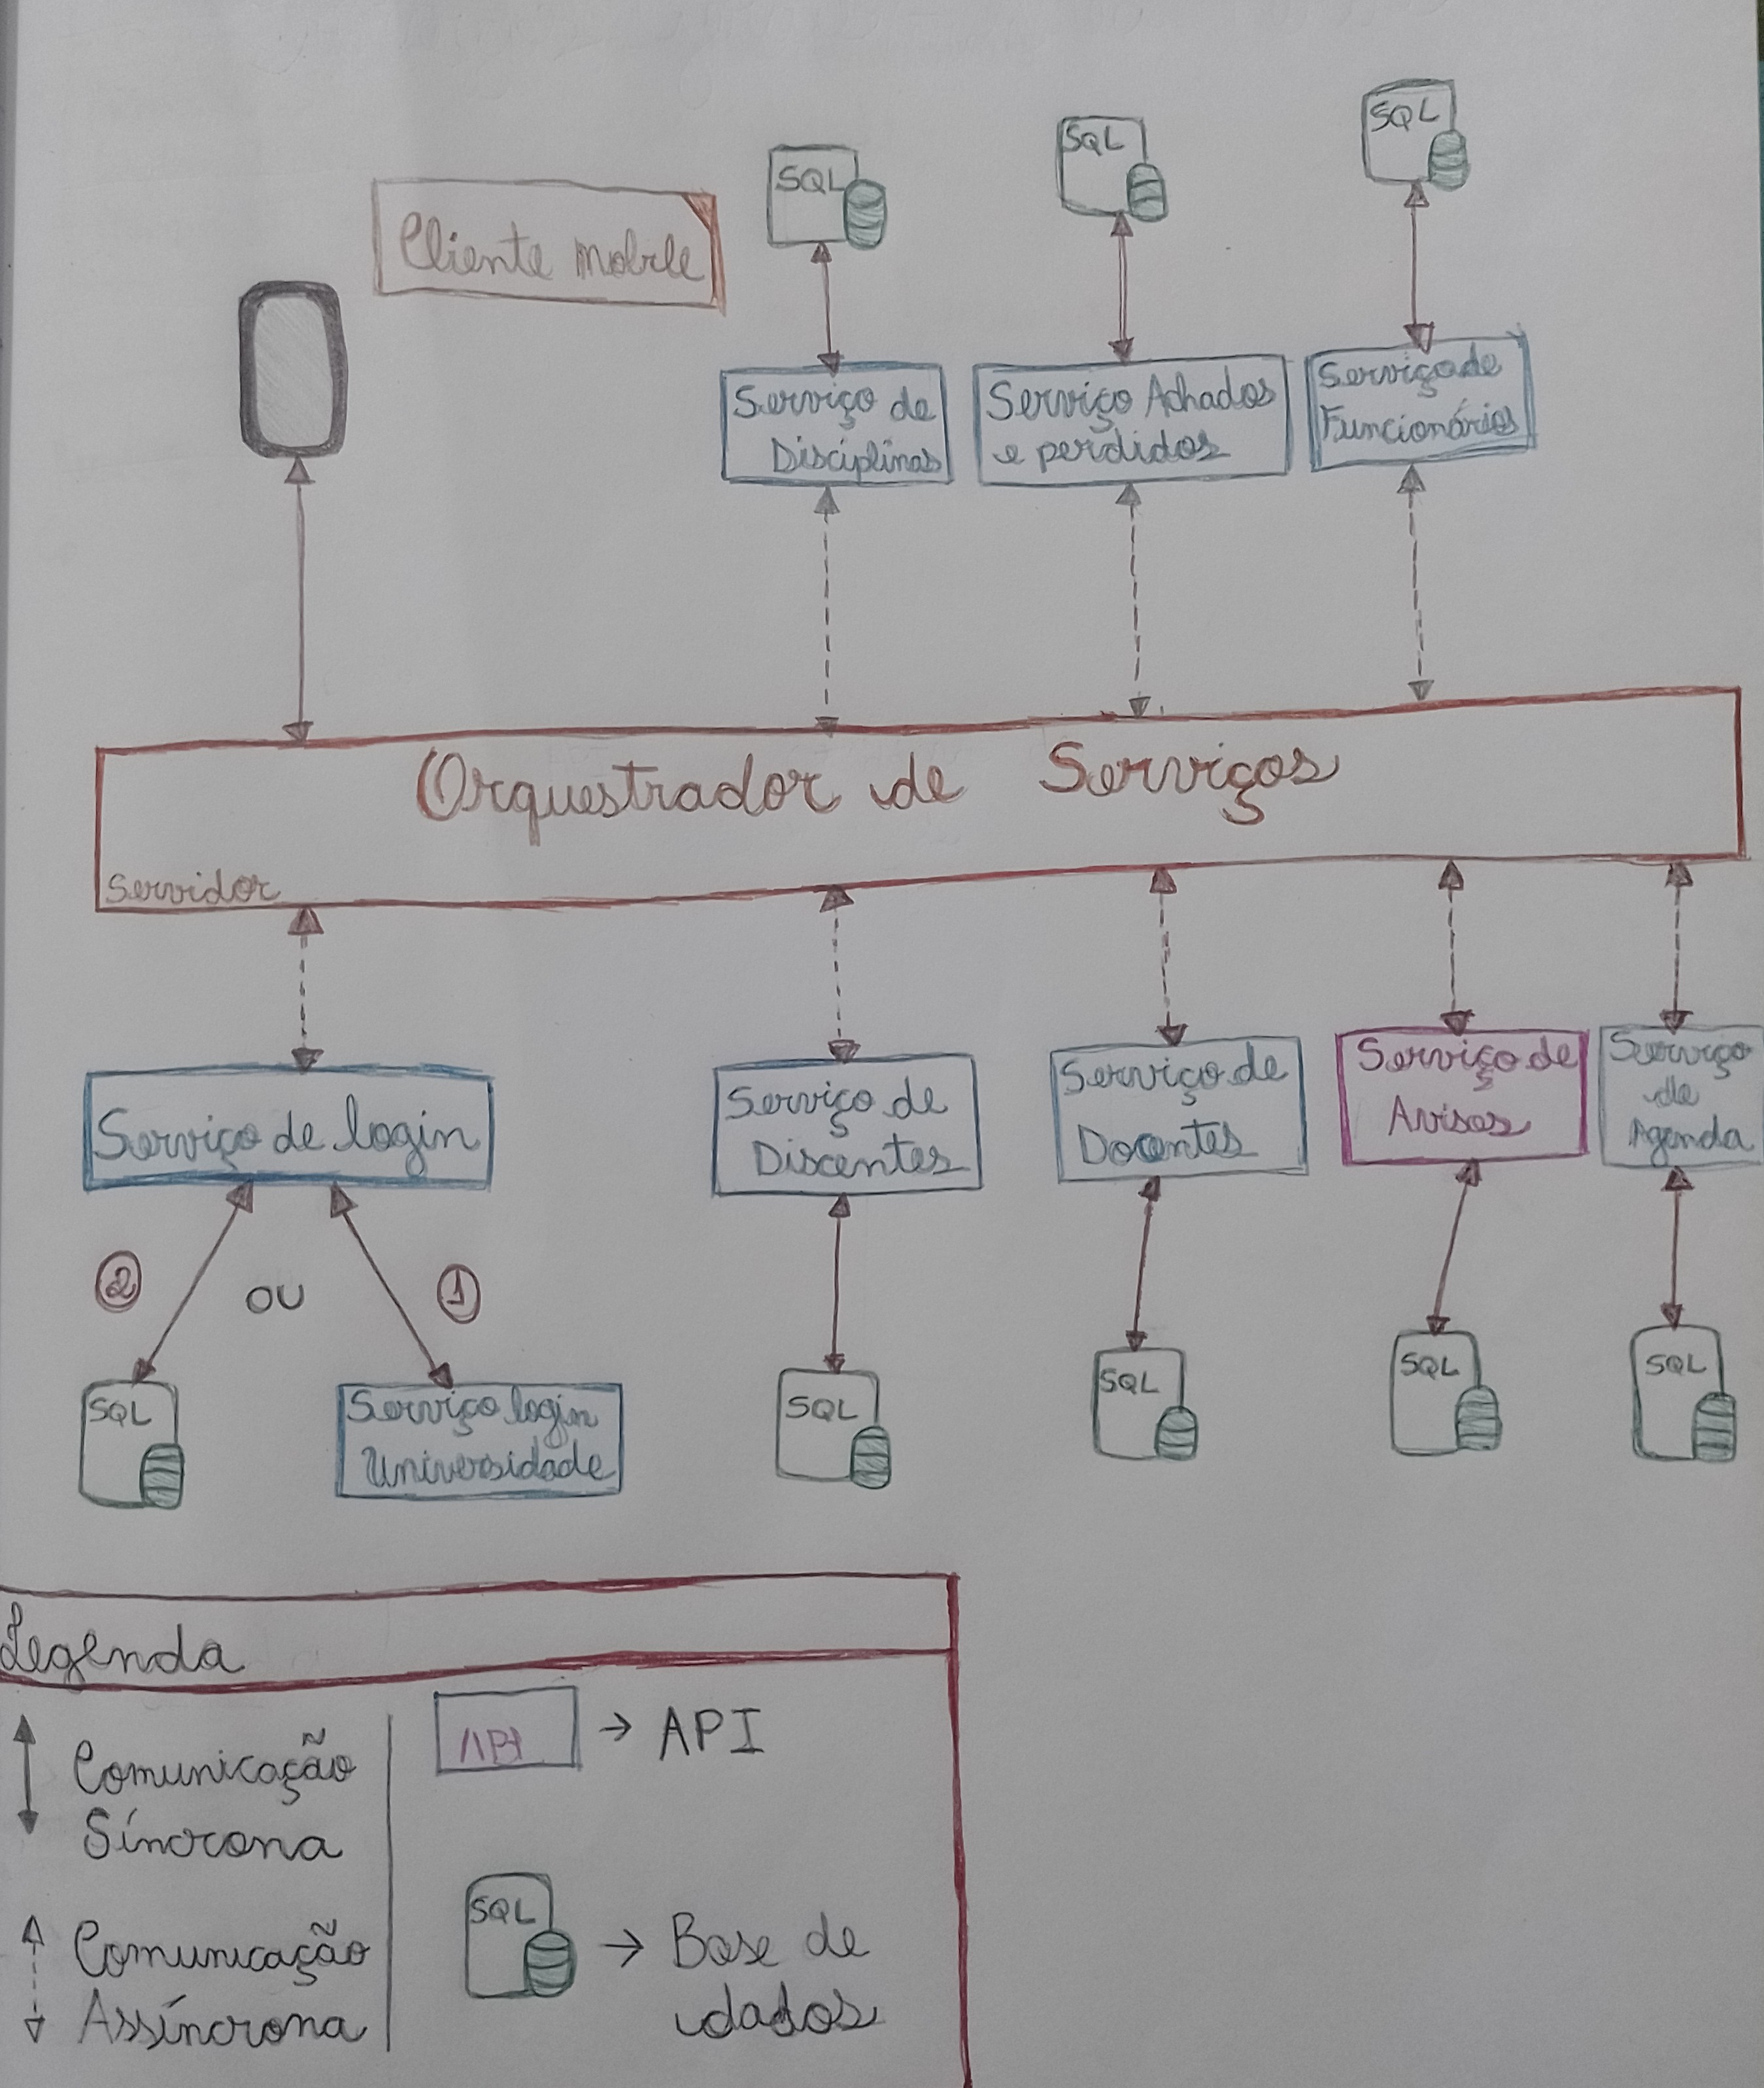 SQL
SQL
SQL
Cliente mobile
Serviço de
Disciplinas
Serviço Achados
e perdidos
Serviço de
Funcionários
Orquestrador de Serviços
Servidor
Serviço de login
Serviço de
Discentes
Serviço de
Docentes
Serviço de
Avisos
Serviço
de
Agenda
2
OU
1
SQL
Serviço login
Universidade
SQL
SQL
SQL
SQL
Legenda
Comunicação
Síncrona
API
→ API
Comunicação
Assíncrona
SQL
→ Base de
dados